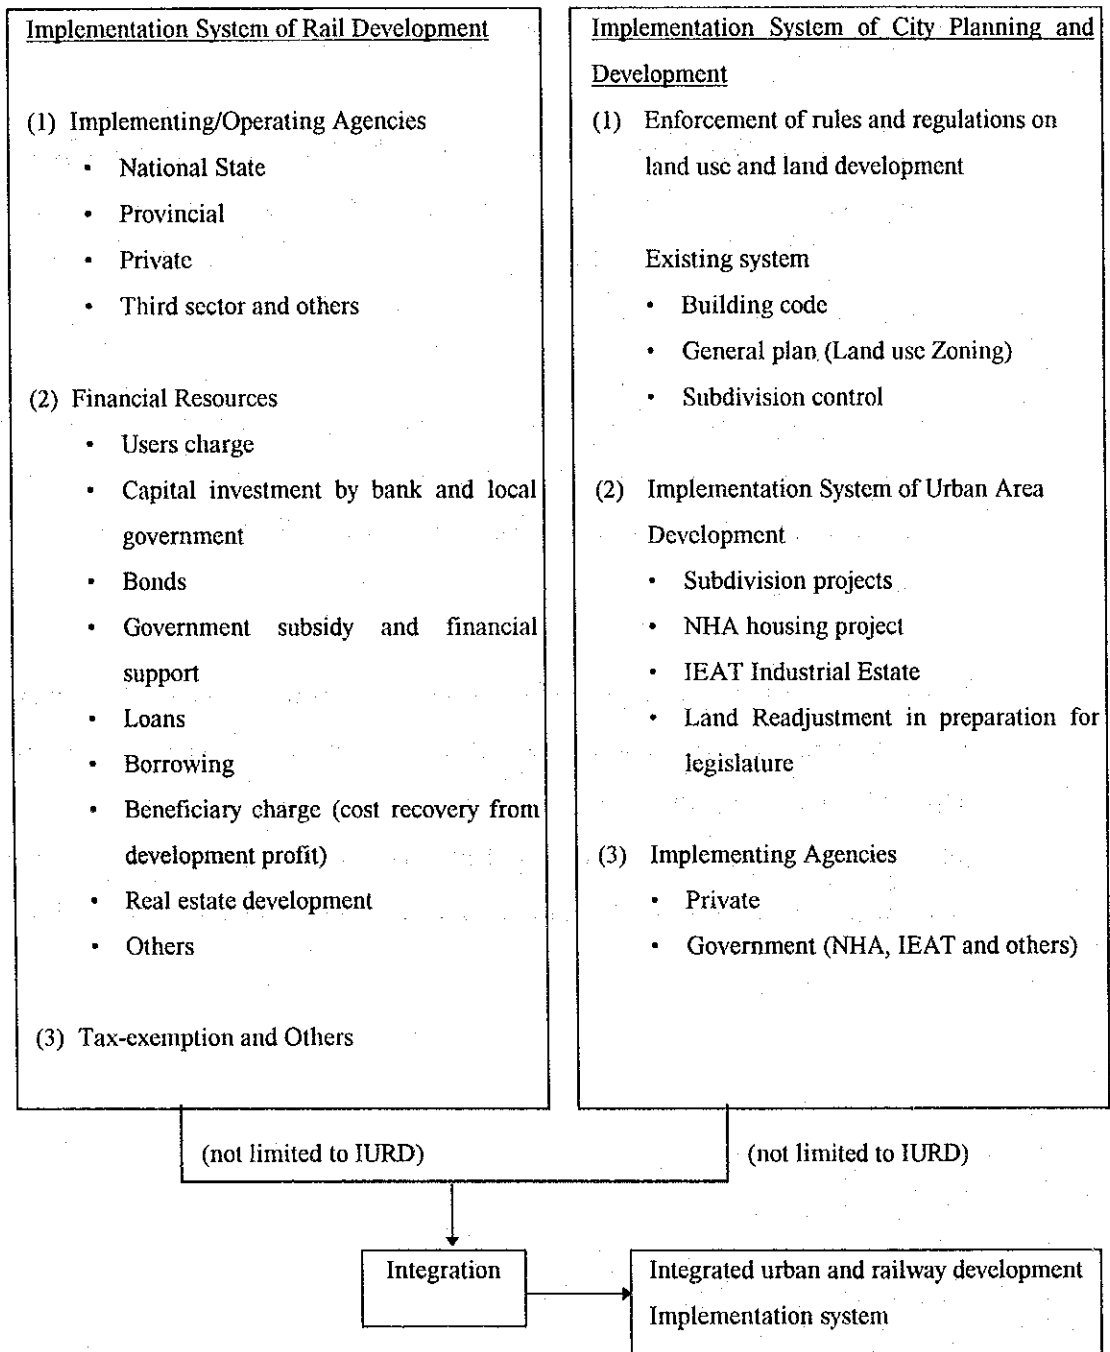 Implementation System of Rail Development
(1) Implementing/Operating Agencies
• National State
• Provincial
• Private
• Third sector and others
(2) Financial Resources
• Users charge
• Capital investment by bank and local
government
• Bonds
• Government subsidy and financial
support
• Loans
• Borrowing
• Beneficiary charge (cost recovery from
development profit)
• Real estate development
• Others
(3) Tax-exemption and Others
Implementation System of City Planning and
Development
(1) Enforcement of rules and regulations on
land use and land development
Existing system
• Building code
• General plan (Land use Zoning)
• Subdivision control
(2) Implementation System of Urban Area
Development
• Subdivision projects
• NHA housing project
• IEAT Industrial Estate
• Land Readjustment in preparation for
legislature
(3) Implementing Agencies
• Private
• Government (NHA, IEAT and others)
(not limited to IURD)
(not limited to IURD)
Integration
Integrated urban and railway development
Implementation system